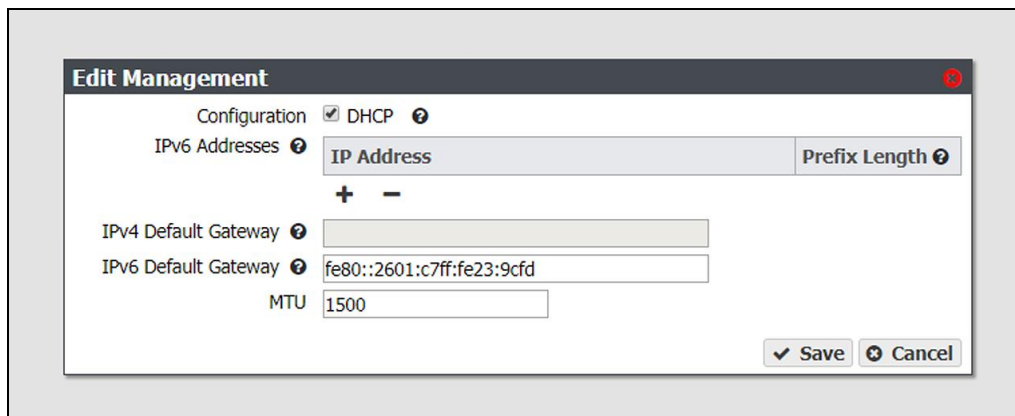 Edit Management
Configuration DHCP
IPv6 Addresses IP Address Prefix Length
IPv4 Default Gateway
IPv6 Default Gateway fe80::2601:c7ff:fe23:9cfd
MTU 1500
Save Cancel